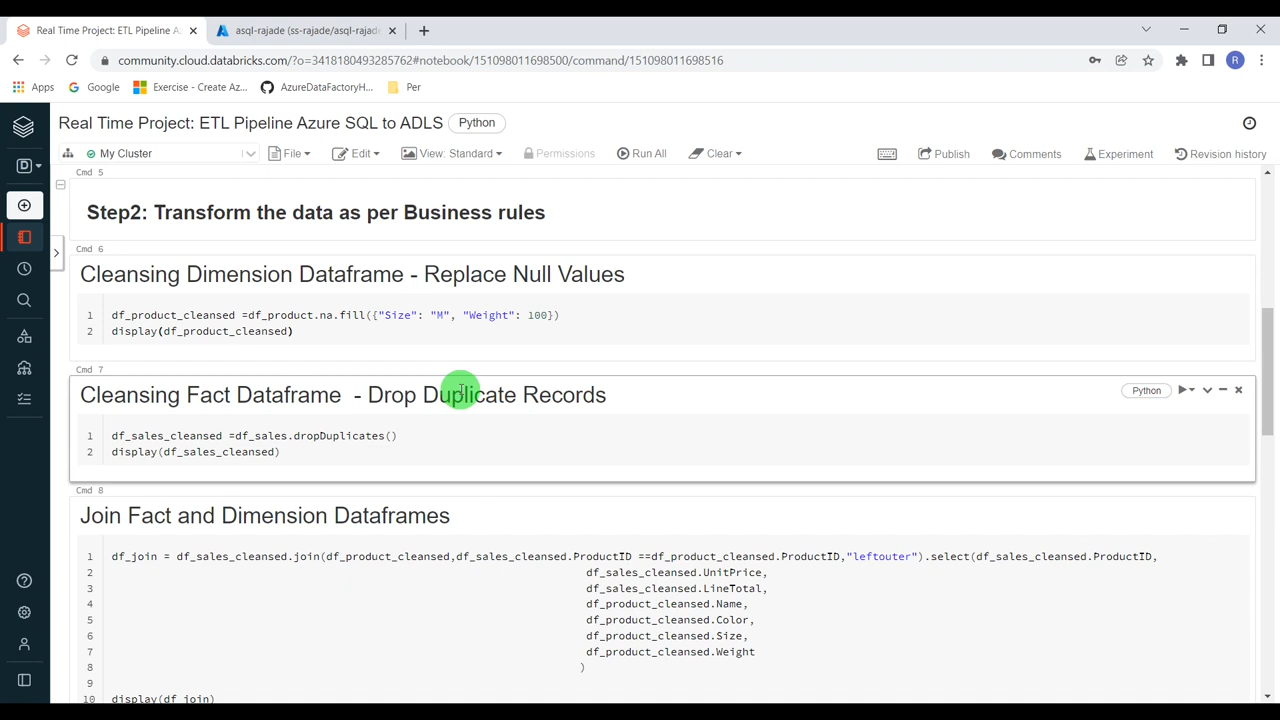 Real Time Project: ETL Pipeline A
asql-rajade (ss-rajade/asql-rajad
community.cloud.databricks.com/?o=3418180493285762#notebook/151098011698500/command/151098011698516
R
Apps
Google
Exercise - Create Az...
AzureDataFactoryH...
Per
Real Time Project: ETL Pipeline Azure SQL to ADLS
Python
My Cluster
File
Edit
View: Standard
Permissions
Run All
Clear
Publish
Comments
Experiment
Revision history
Cmd 5
Step2: Transform the data as per Business rules
Cmd 6
Cleansing Dimension Dataframe - Replace Null Values
1 df_product_cleansed =df_product.na.fill({"Size": "M", "Weight": 100})
2 display(df_product_cleansed)
Cmd 7
Cleansing Fact Dataframe - Drop Duplicate Records
Python
1 df_sales_cleansed =df_sales.dropDuplicates()
2 display(df_sales_cleansed)
Cmd 8
Join Fact and Dimension Dataframes
1 df_join = df_sales_cleansed.join(df_product_cleansed,df_sales_cleansed.ProductID ==df_product_cleansed.ProductID,"leftouter").select(df_sales_cleansed.ProductID,
2 df_sales_cleansed.UnitPrice,
3 df_sales_cleansed.LineTotal,
4 df_product_cleansed.Name,
5 df_product_cleansed.Color,
6 df_product_cleansed.Size,
7 df_product_cleansed.Weight
8 )
9
10 display(df_join)